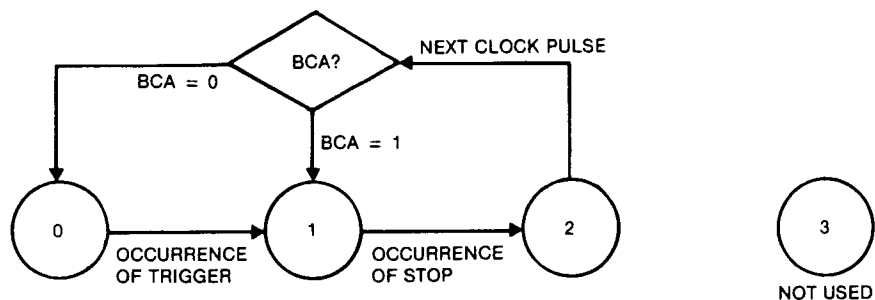 BCA?
NEXT CLOCK PULSE
BCA = 0
BCA = 1
0
1
2
3
OCCURRENCE
OF TRIGGER
OCCURRENCE
OF STOP
NOT USED